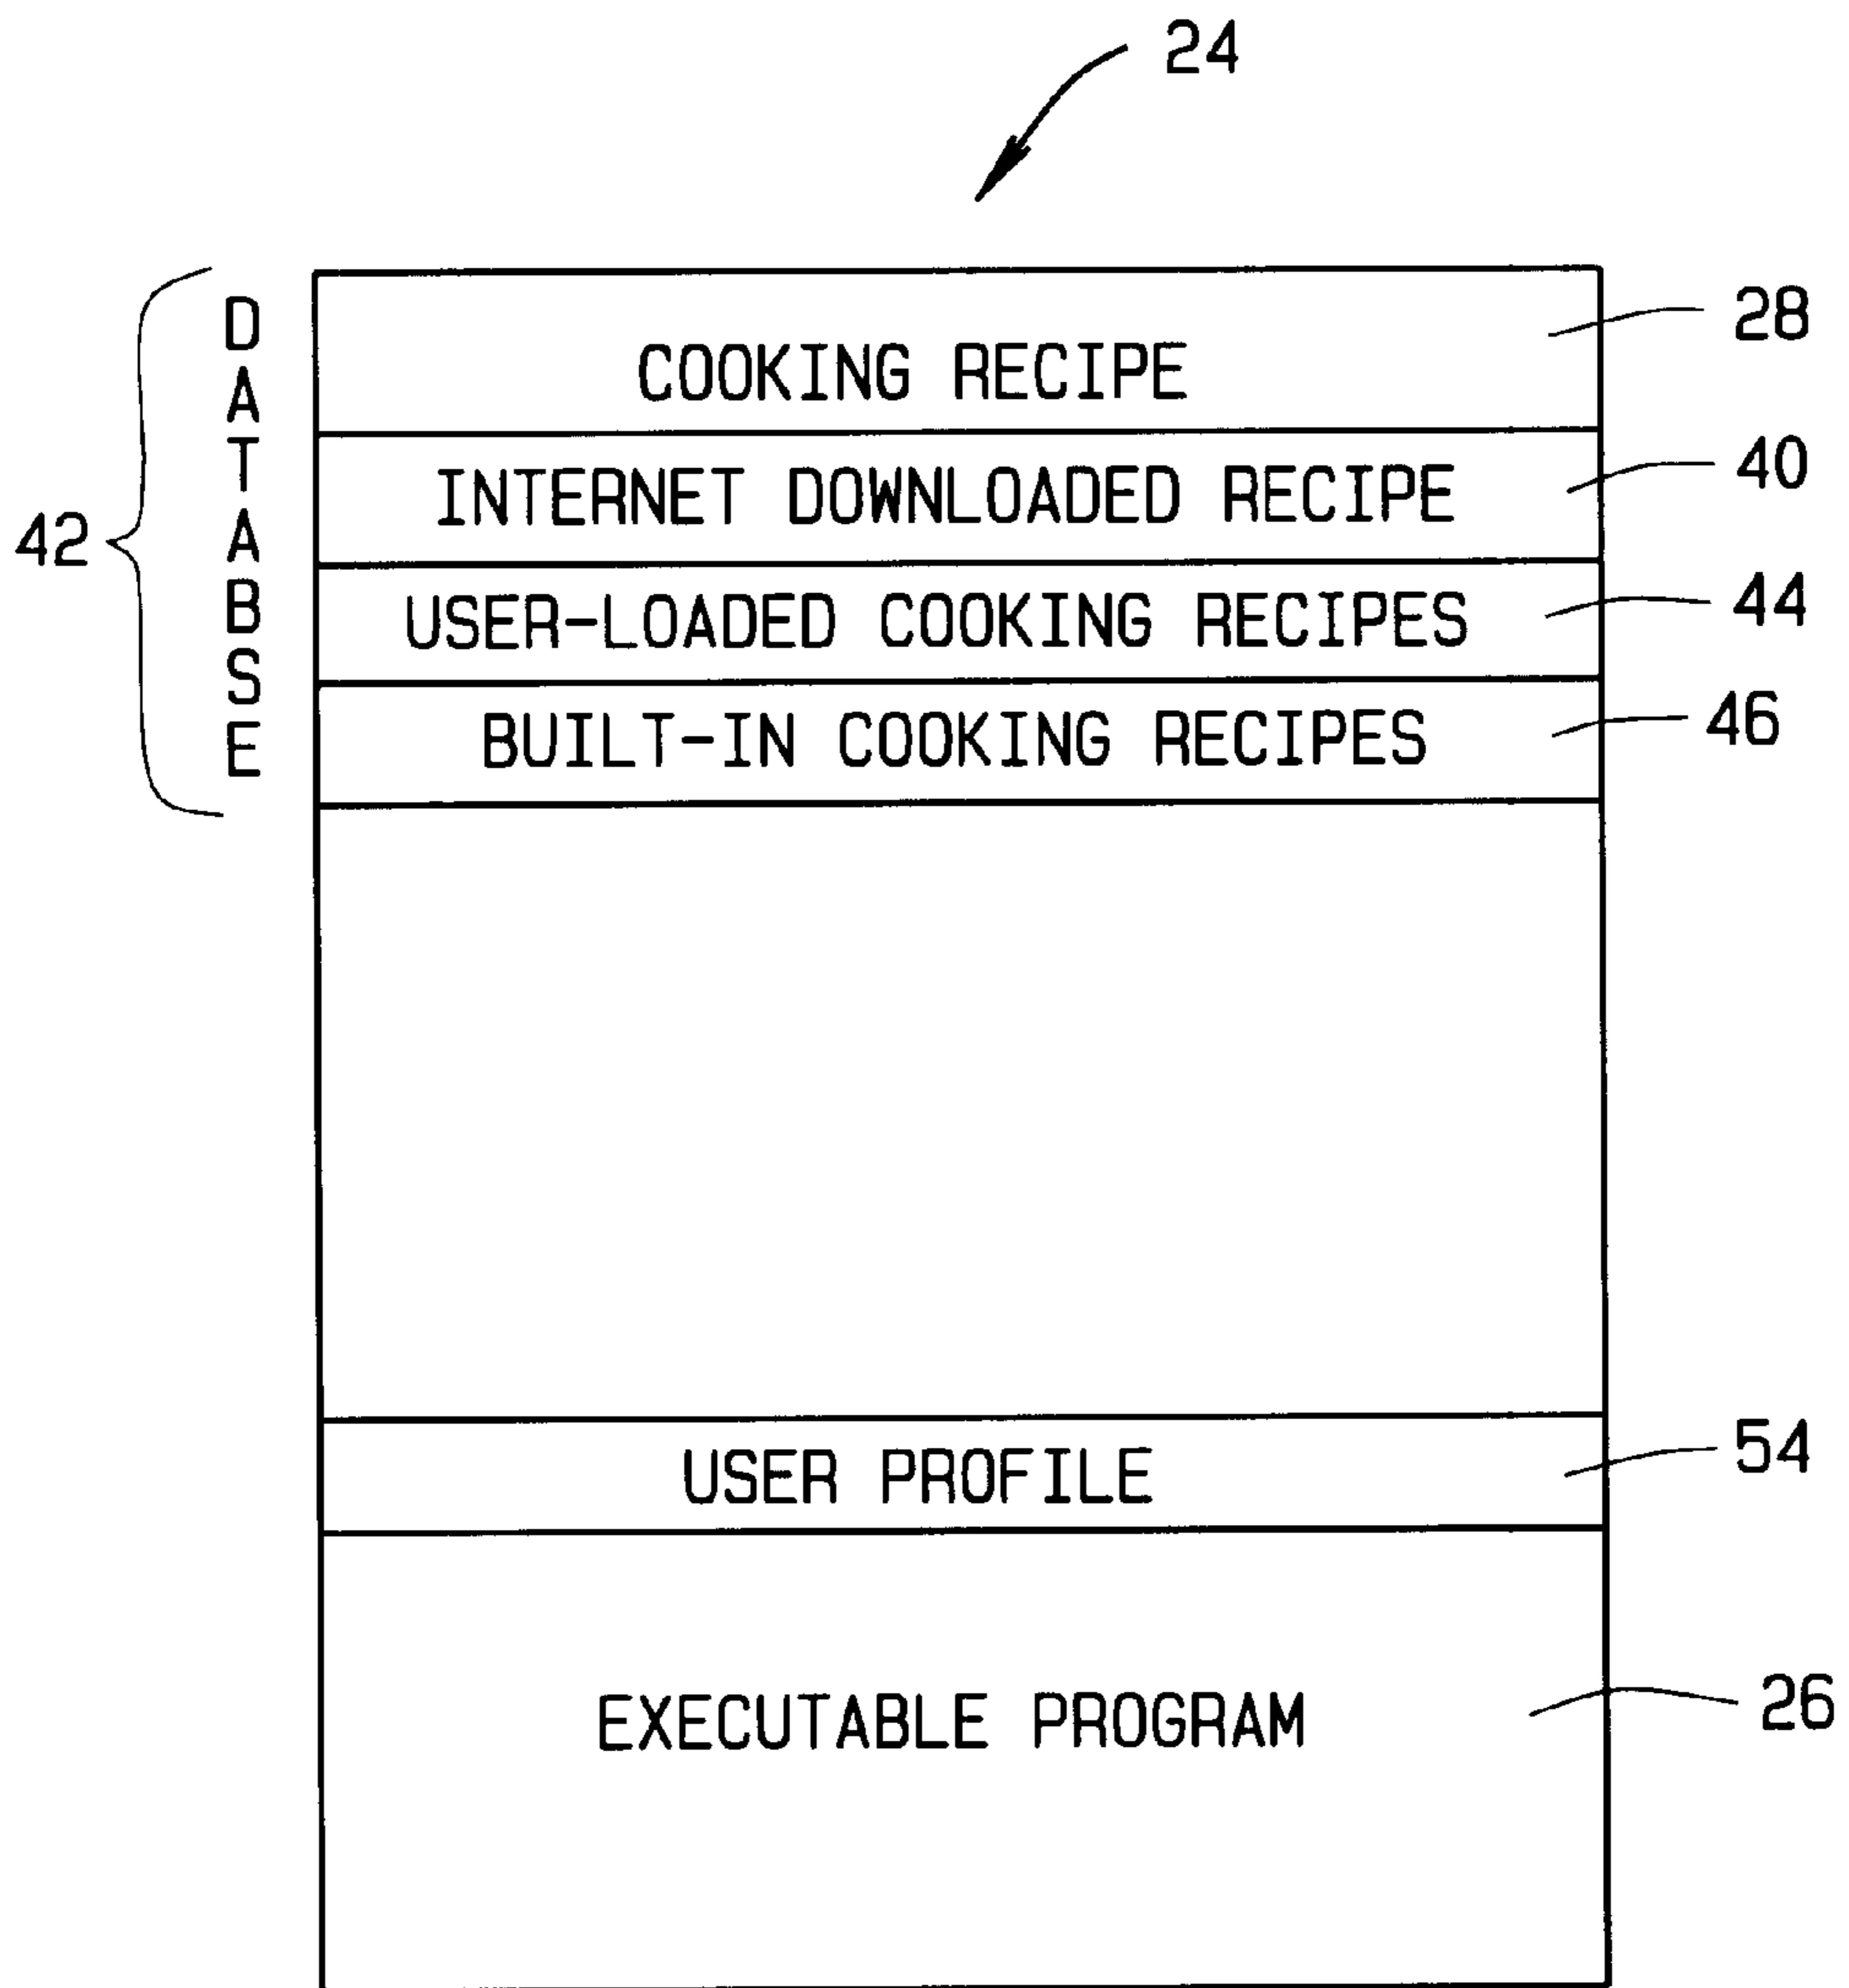 24
42
DATABSE
COOKING RECIPE 28
INTERNET DOWNLOADED RECIPE 40
USER-LOADED COOKING RECIPES 44
BUILT-IN COOKING RECIPES 46
USER PROFILE 54
EXECUTABLE PROGRAM 26